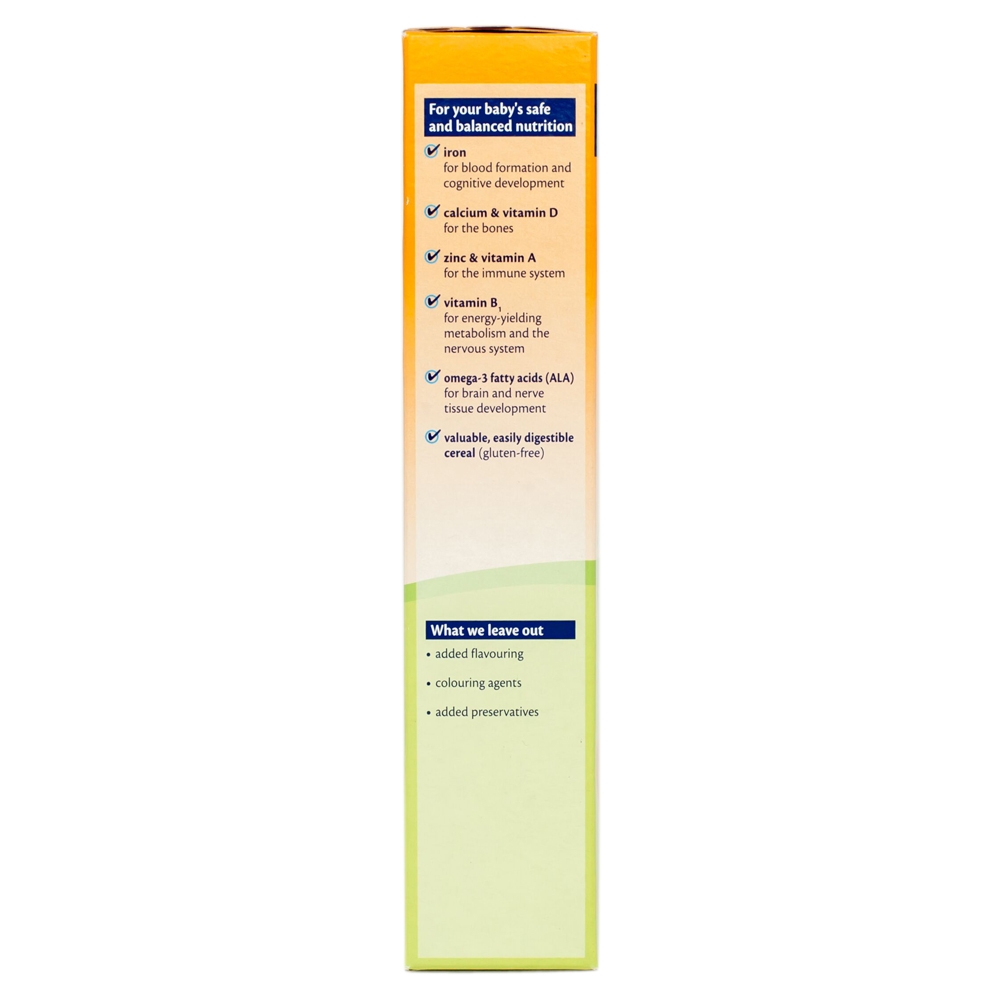 For your baby's safe
and balanced nutrition
iron
for blood formation and
cognitive development
calcium & vitamin D
for the bones
zinc & vitamin A
for the immune system
vitamin B₁
for energy-yielding
metabolism and the
nervous system
omega-3 fatty acids (ALA)
for brain and nerve
tissue development
valuable, easily digestible
cereal (gluten-free)
What we leave out
• added flavouring
• colouring agents
• added preservatives